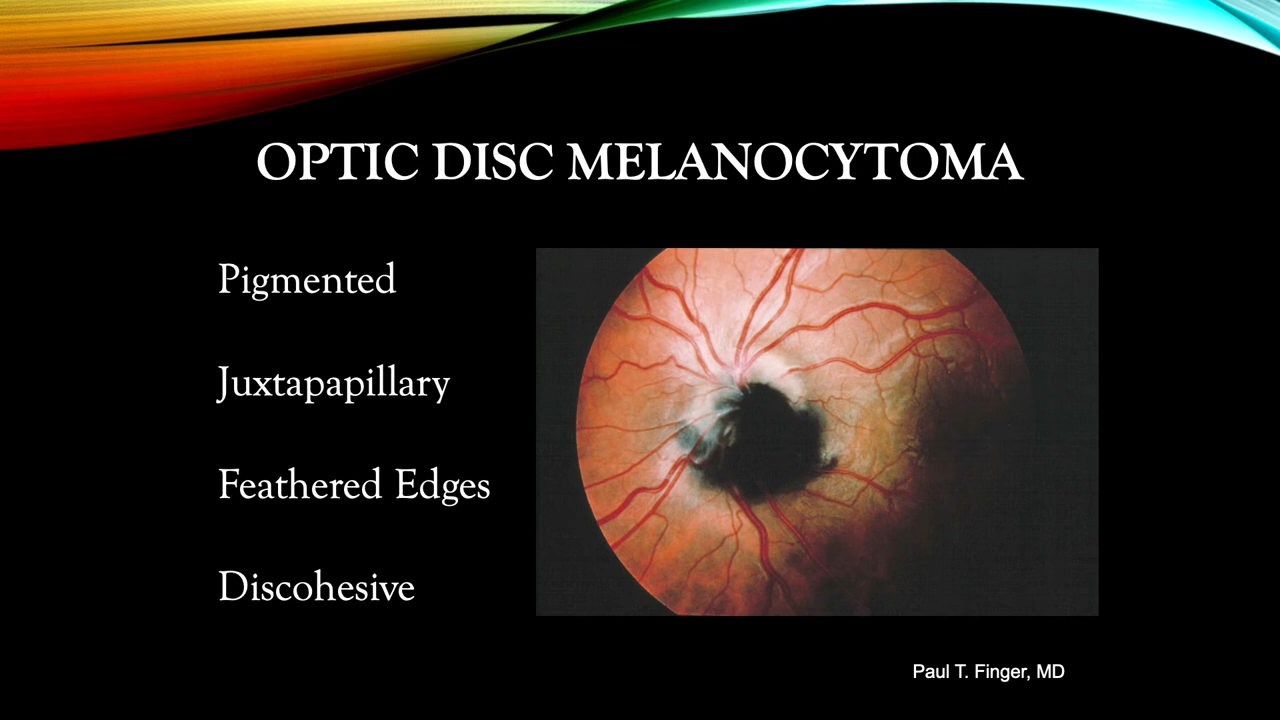 OPTIC DISC MELANOCYTOMA
Pigmented
Juxtapapillary
Feathered Edges
Discohesive
Paul T. Finger, MD